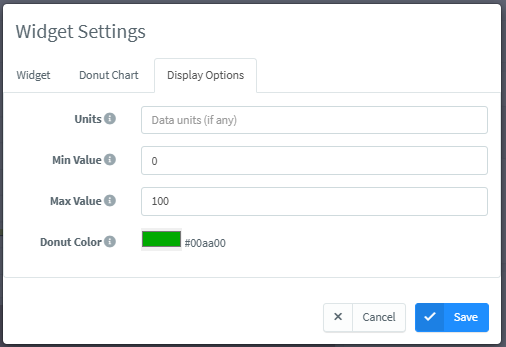 Widget Settings
Widget Donut Chart Display Options
Units Data units (if any)
Min Value 0
Max Value 100
Donut Color #00aa00
Cancel Save